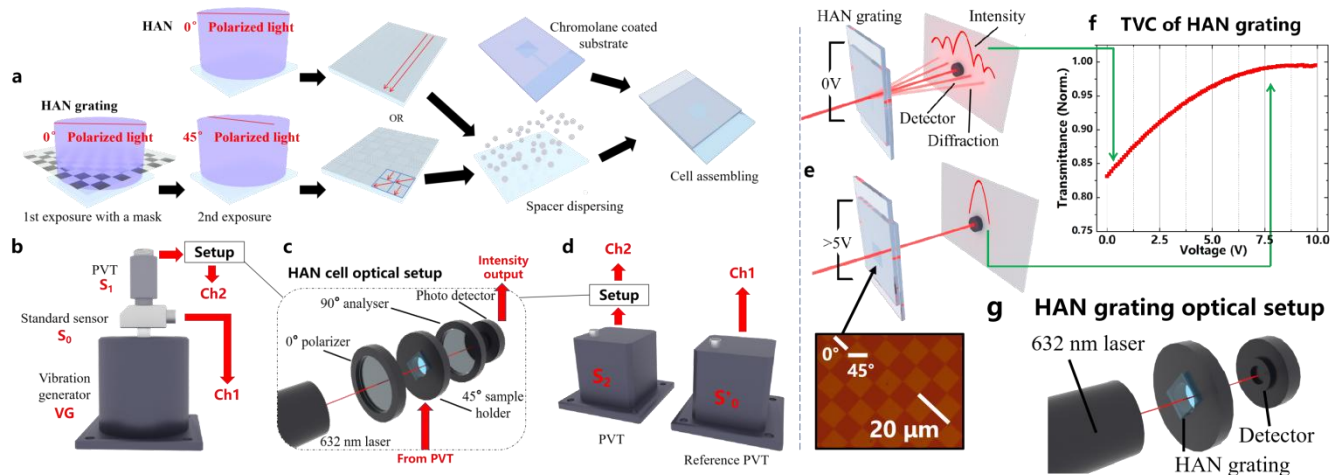 a
HAN
0°
Polarized light
HAN grating
0°
Polarized light
45°
Polarized light
1st exposure with a mask
2nd exposure
OR
Spacer dispersing
Chromolane coated
substrate
Cell assembling
b
PVT
S1
Setup
Ch2
Standard sensor
S0
Ch1
Vibration
generator
VG
c
HAN cell optical setup
Intensity
output
90° analyser
Photo detector
0° polarizer
45° sample
holder
632 nm laser
From PVT
d
Ch2
Setup
S2
PVT
Ch1
S'0
Reference PVT
HAN grating
Intensity
0V
Detector
Diffraction
e
>5V
0°
45°
20 μm
f
TVC of HAN grating
Transmittance (Norm.)
1.00
0.95
0.90
0.85
0.80
0.0
2.5
5.0
7.5
10.0
Voltage (V)
g
HAN grating optical setup
632 nm laser
Detector
HAN grating